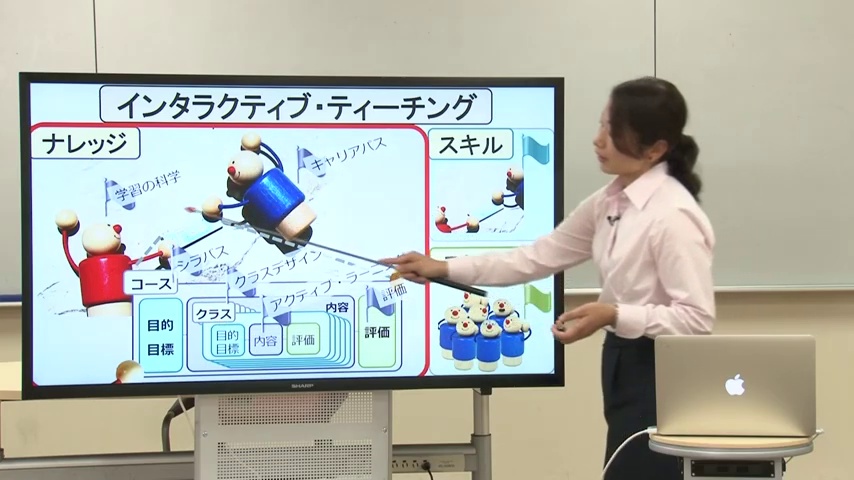 インタラクティブ・ティーチング
ナレッジ
スキル
学習の科学
キャリアパス
シラバス
クラスデザイン
アクティブ・ラーニ
評価
コース
目的
目標
クラス
内容
目的
目標
内容
評価
評価
SHARP